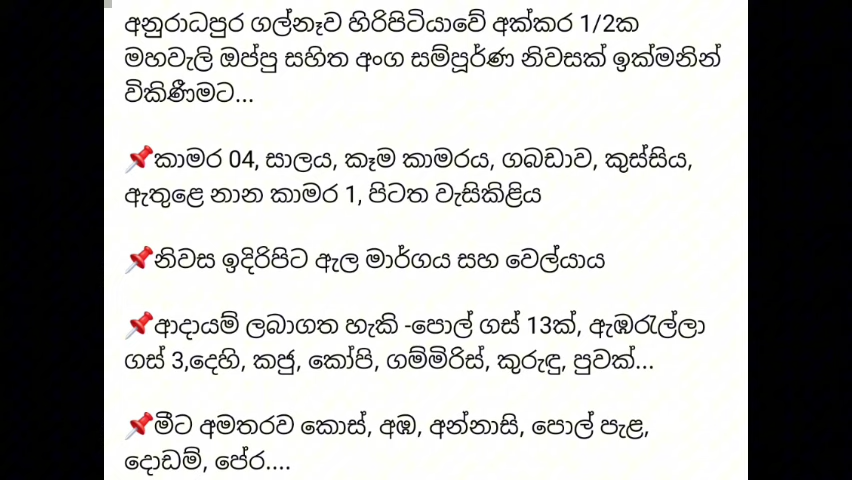 අනුරාධපුර ගල්නෑව හිරිපිටියාවේ අක්කර 1/2ක
මහවැලි ඔප්පු සහිත අංග සම්පූර්ණ නිවසක් ඉක්මනින්
විකිණීමට...
📌කාමර 04, සාලය, කෑම කාමරය, ගබඩාව, කුස්සිය,
ඇතුළෙ නාන කාමර 1, පිටත වැසිකිළිය
📌නිවස ඉදිරිපිට ඇල මාර්ගය සහ වෙල්යාය
📌ආදායම් ලබාගත හැකි -පොල් ගස් 13ක්, ඇඹරැල්ලා
ගස් 3,දෙහි, කජු, කෝපි, ගම්මිරිස්, කුරුඳු, පුවක්...
📌මීට අමතරව කොස්, අඹ, අන්නාසි, පොල් පැළ,
දොඩම්, පේර....